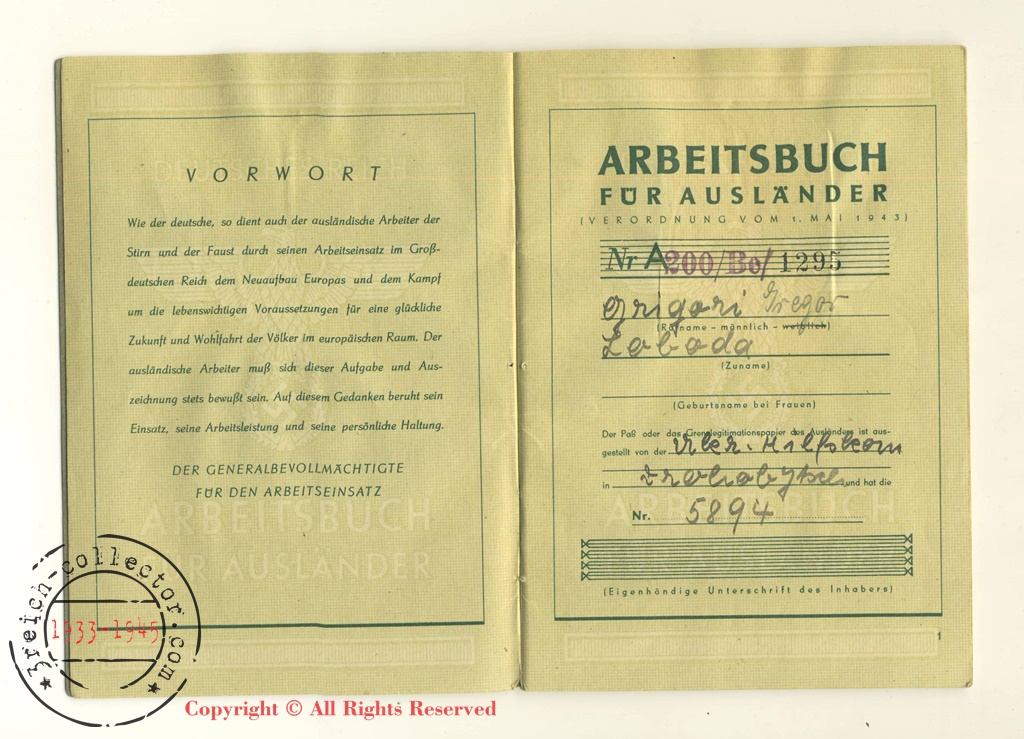 VORWORT
Wie der deutsche, so dient auch der ausländische Arbeiter der
Stirn und der Faust durch seinen Arbeitseinsatz im Groß-
deutschen Reich dem Neuaufbau Europas und dem Kampf
um die lebenswichtigen Voraussetzungen für eine glückliche
Zukunft und Wohlfahrt der Völker im europäischen Raum. Der
ausländische Arbeiter muß sich dieser Aufgabe und Aus-
zeichnung stets bewußt sein. Auf diesem Gedanken beruht sein
Einsatz, seine Arbeitsleistung und seine persönliche Haltung.
DER GENERALBEVOLLMÄCHTIGTE
FÜR DEN ARBEITSEINSATZ
ARBEITSBUCH
FÜR AUSLÄNDER
ARBEITSBUCH
FÜR AUSLÄNDER
(VERORDNUNG VOM 1. MAI 1943)
Nr A200/Bo/1295
Grigori Gregor
(Rufname – männlich – weiblich)
Loboda
(Zuname)
(Geburtsname bei Frauen)
Der Paß oder das Grenzlegitimationspapier des Ausländers ist aus-
gestellt von der Ukr. Hilfskom
in Drohobytsch und hat die
Nr. 5894
(Eigenhändige Unterschrift des Inhabers)
1
3reich-collector.com
1933-1945
Copyright © All Rights Reserved